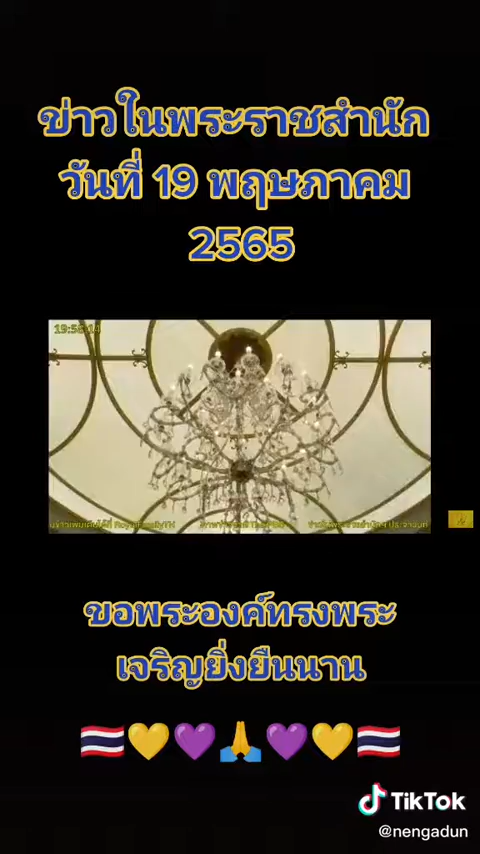 ข่าวในพระราชสำนัก
วันที่ 19 พฤษภาคม
2565
ขอพระองค์ทรงพระ
เจริญยิ่งยืนนาน
TikTok
@nengadun